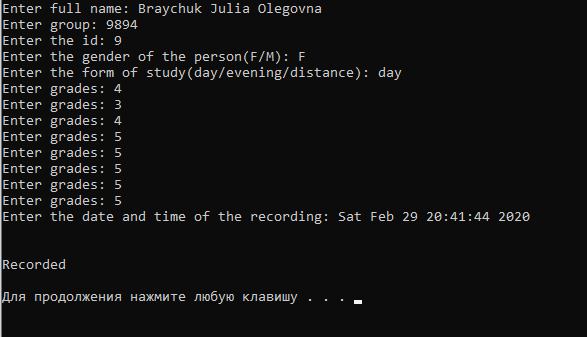 Enter full name: Braychuk Julia Olegovna
Enter group: 9894
Enter the id: 9
Enter the gender of the person(F/M): F
Enter the form of study(day/evening/distance): day
Enter grades: 4
Enter grades: 3
Enter grades: 4
Enter grades: 5
Enter grades: 5
Enter grades: 5
Enter grades: 5
Enter grades: 5
Enter the date and time of the recording: Sat Feb 29 20:41:44 2020
Recorded
Для продолжения нажмите любую клавишу . . .